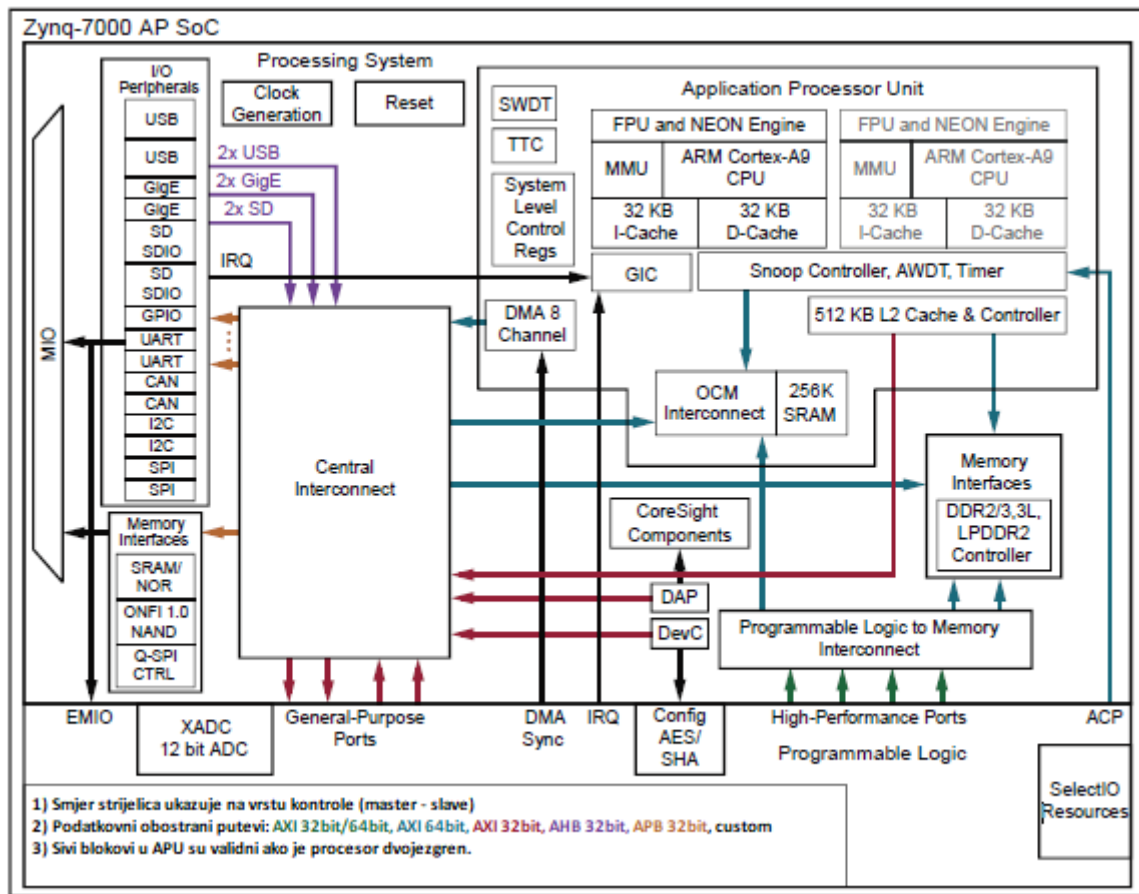 Zynq-7000 AP SoC
Processing System
I/O
Peripherals
USB
USB
GigE
GigE
SD
SDIO
SD
SDIO
GPIO
UART
UART
CAN
CAN
I2C
I2C
SPI
SPI
MIO
Clock
Generation
Reset
2x USB
2x GigE
2x SD
IRQ
SWDT
TTC
System
Level
Control
Regs
Application Processor Unit
FPU and NEON Engine
MMU
ARM Cortex-A9
CPU
32 KB
I-Cache
32 KB
D-Cache
FPU and NEON Engine
MMU
ARM Cortex-A9
CPU
32 KB
I-Cache
32 KB
D-Cache
GIC
Snoop Controller, AWDT, Timer
DMA 8
Channel
512 KB L2 Cache & Controller
OCM
Interconnect
256K
SRAM
Central
Interconnect
Memory
Interfaces
DDR2/3,3L,
LPDDR2
Controller
CoreSight
Components
DAP
DevC
Programmable Logic to Memory
Interconnect
Memory
Interfaces
SRAM/
NOR
ONFI 1.0
NAND
Q-SPI
CTRL
EMIO
XADC
12 bit ADC
General-Purpose
Ports
DMA
Sync
IRQ
Config
AES/
SHA
High-Performance Ports
ACP
Programmable Logic
SelectIO
Resources
1) Smjer strijelica ukazuje na vrstu kontrole (master - slave)
2) Podatkovni obostrani putevi: AXI 32bit/64bit, AXI 64bit, AXI 32bit, AHB 32bit, APB 32bit, custom
3) Sivi blokovi u APU su validni ako je procesor dvojezgren.